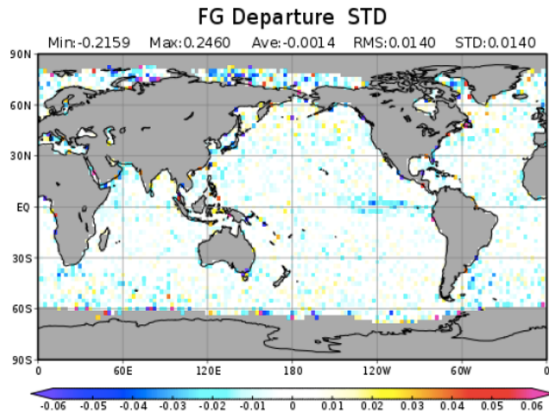 FG Departure STD
Min:-0.2159 Max:0.2460 Ave:-0.0014 RMS:0.0140 STD:0.0140
90N
60N
30N
EQ
30S
60S
90S
0 60E 120E 180 120W 60W 0
-0.06 -0.05 -0.04 -0.03 -0.02 -0.01 0 0.01 0.02 0.03 0.04 0.05 0.06